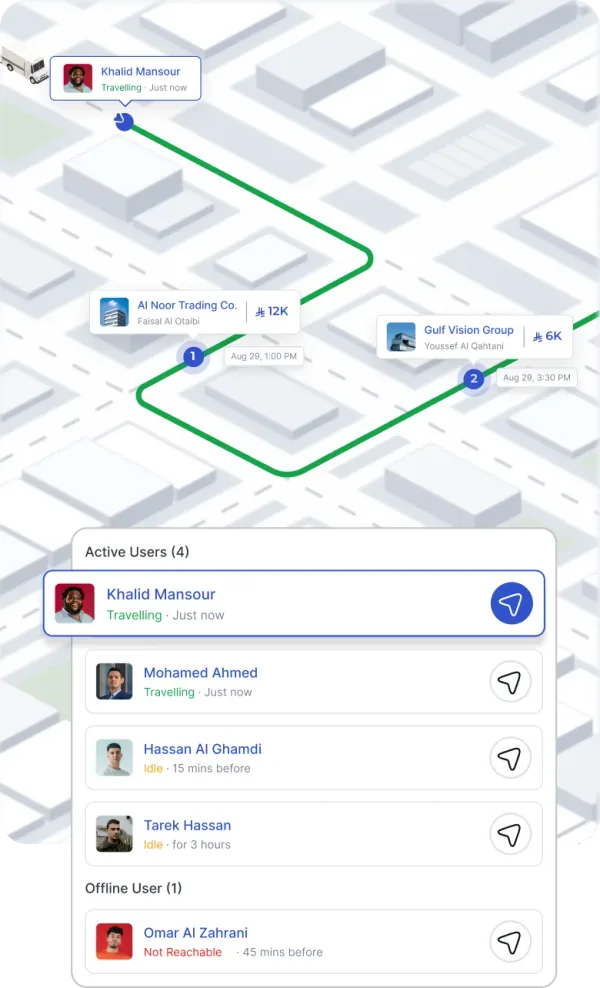 Khalid Mansour
Travelling · Just now
Al Noor Trading Co.
Faisal Al Otaibi
12K
1
Aug 29, 1:00 PM
Gulf Vision Group
Youssef Al Qahtani
6K
2
Aug 29, 3:30 PM
Active Users (4)
Khalid Mansour
Travelling · Just now
Mohamed Ahmed
Travelling · Just now
Hassan Al Ghamdi
Idle · 15 mins before
Tarek Hassan
Idle · for 3 hours
Offline User (1)
Omar Al Zahrani
Not Reachable · 45 mins before